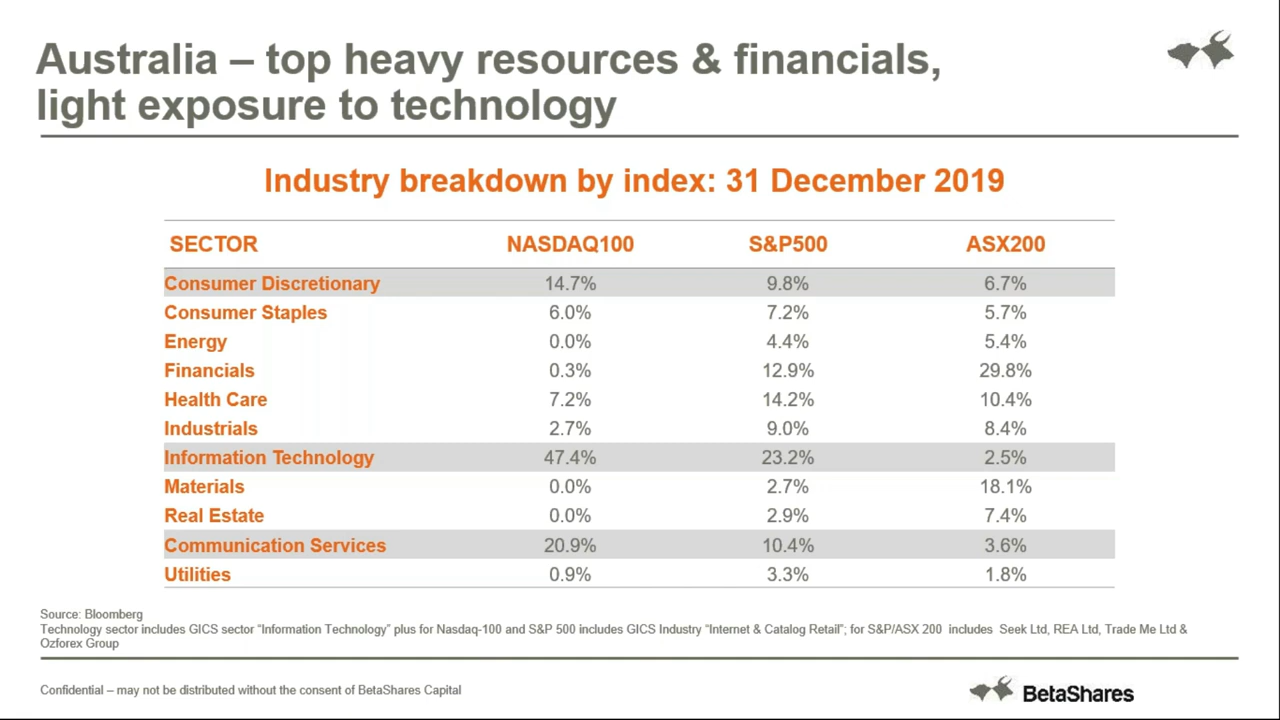 Australia – top heavy resources & financials,
light exposure to technology
Industry breakdown by index: 31 December 2019
SECTOR NASDAQ100 S&P500 ASX200
Consumer Discretionary 14.7% 9.8% 6.7%
Consumer Staples 6.0% 7.2% 5.7%
Energy 0.0% 4.4% 5.4%
Financials 0.3% 12.9% 29.8%
Health Care 7.2% 14.2% 10.4%
Industrials 2.7% 9.0% 8.4%
Information Technology 47.4% 23.2% 2.5%
Materials 0.0% 2.7% 18.1%
Real Estate 0.0% 2.9% 7.4%
Communication Services 20.9% 10.4% 3.6%
Utilities 0.9% 3.3% 1.8%
Source: Bloomberg
Technology sector includes GICS sector “Information Technology” plus for Nasdaq-100 and S&P 500 includes GICS Industry “Internet & Catalog Retail”; for S&P/ASX 200 includes Seek Ltd, REA Ltd, Trade Me Ltd &
Ozforex Group
Confidential – may not be distributed without the consent of BetaShares Capital
BetaShares